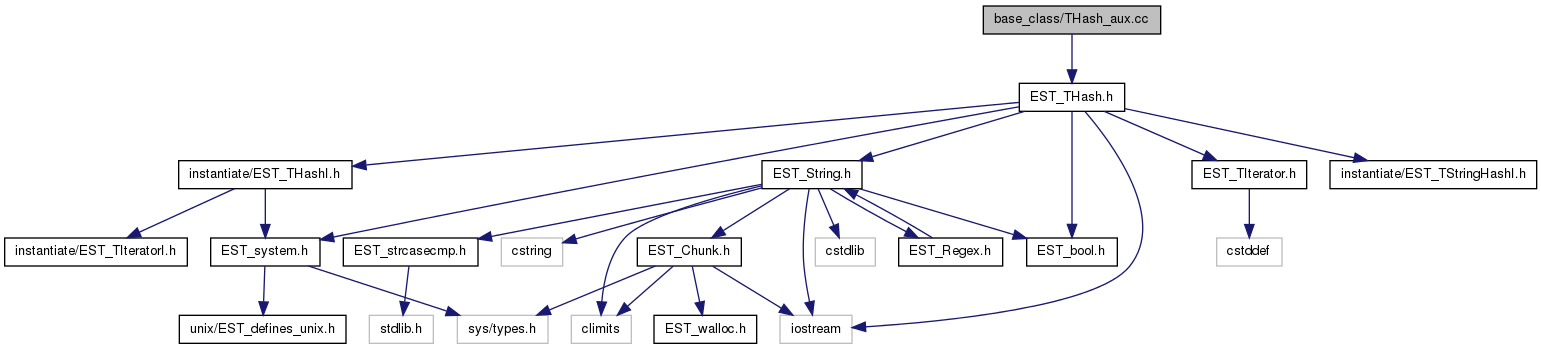 base_class/THash_aux.cc
EST_THash.h
instantiate/EST_THashI.h
EST_String.h
EST_TIterator.h
instantiate/EST_TStringHashI.h
instantiate/EST_TIteratorI.h
EST_system.h
EST_strcasecmp.h
cstring
EST_Chunk.h
cstdlib
EST_Regex.h
EST_bool.h
cstddef
unix/EST_defines_unix.h
stdlib.h
sys/types.h
climits
EST_walloc.h
iostream